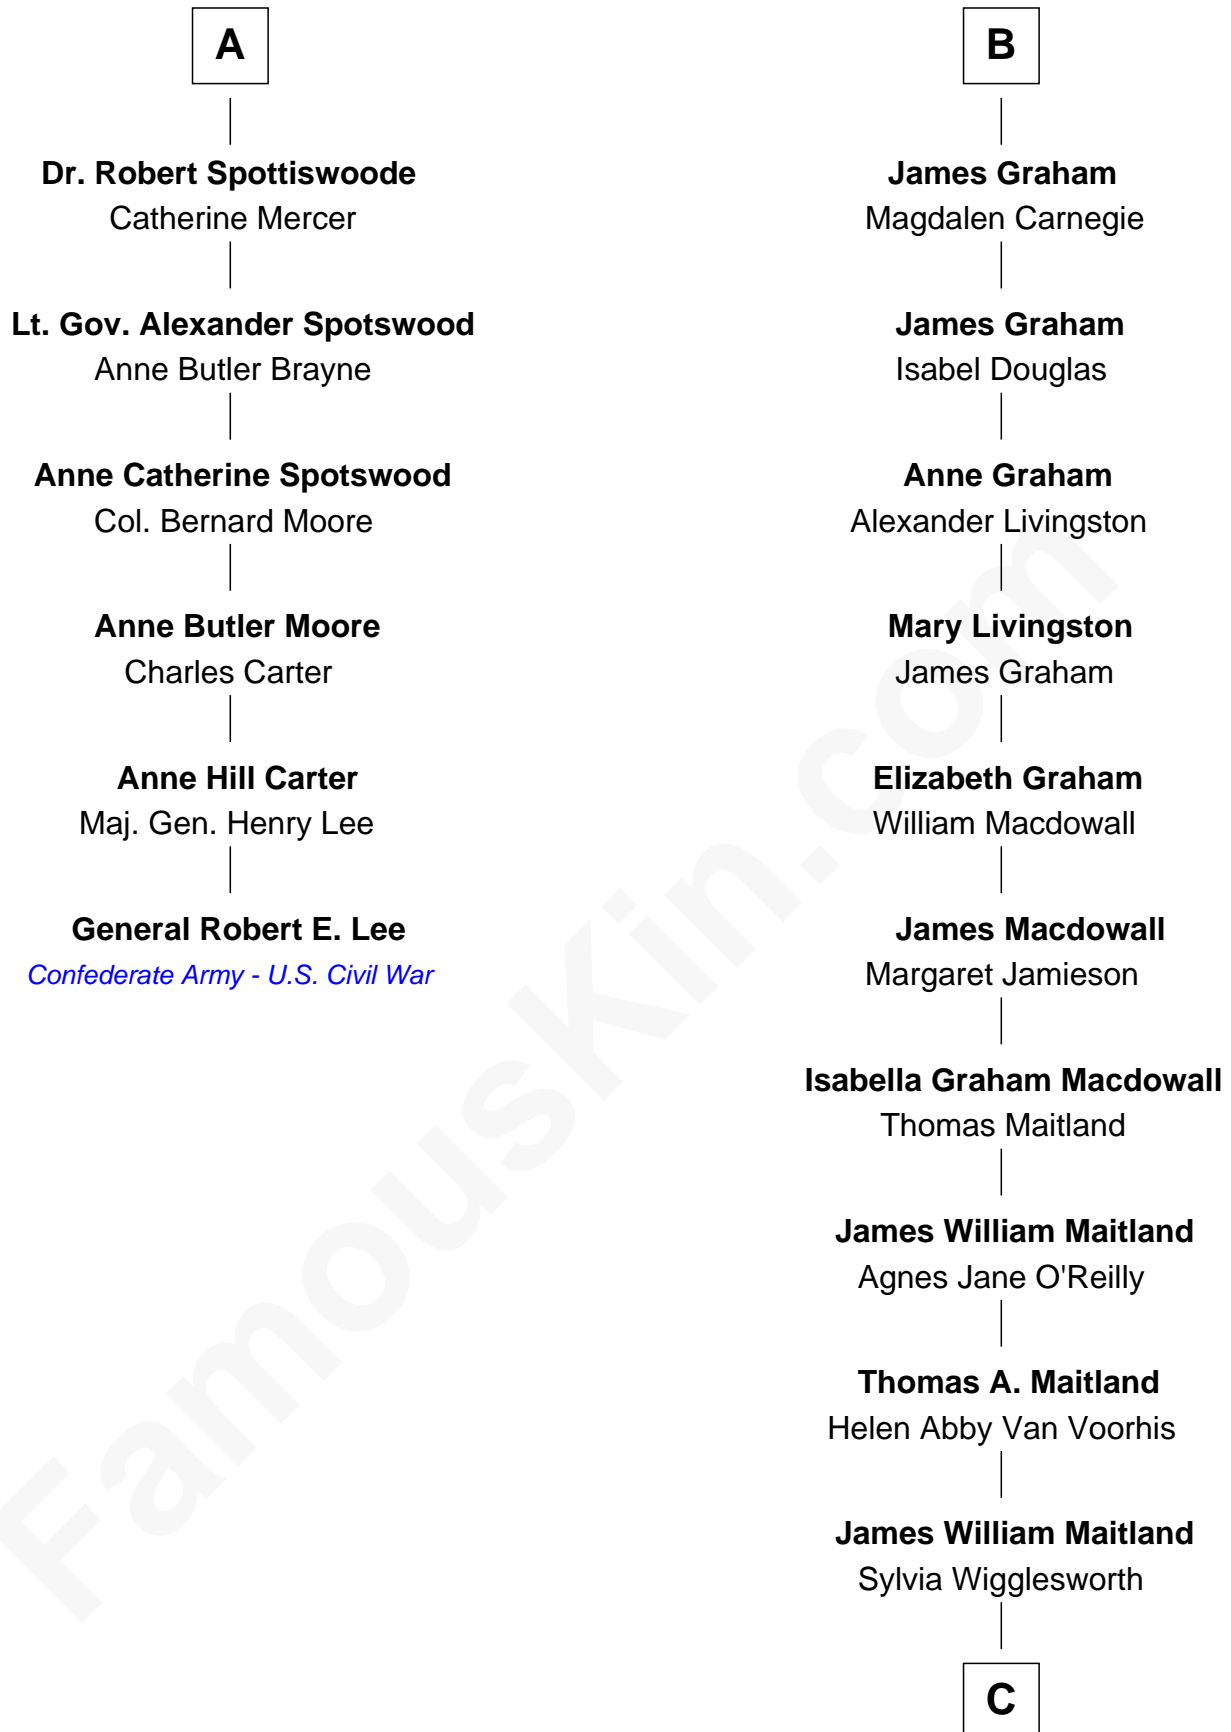 A
Dr. Robert Spottiswoode
Catherine Mercer
Lt. Gov. Alexander Spotswood
Anne Butler Brayne
Anne Catherine Spotswood
Col. Bernard Moore
Anne Butler Moore
Charles Carter
Anne Hill Carter
Maj. Gen. Henry Lee
General Robert E. Lee
Confederate Army - U.S. Civil War
B
James Graham
Magdalen Carnegie
James Graham
Isabel Douglas
Anne Graham
Alexander Livingston
Mary Livingston
James Graham
Elizabeth Graham
William Macdowall
James Macdowall
Margaret Jamieson
Isabella Graham Macdowall
Thomas Maitland
James William Maitland
Agnes Jane O'Reilly
Thomas A. Maitland
Helen Abby Van Voorhis
James William Maitland
Sylvia Wigglesworth
C
FamousKin.com